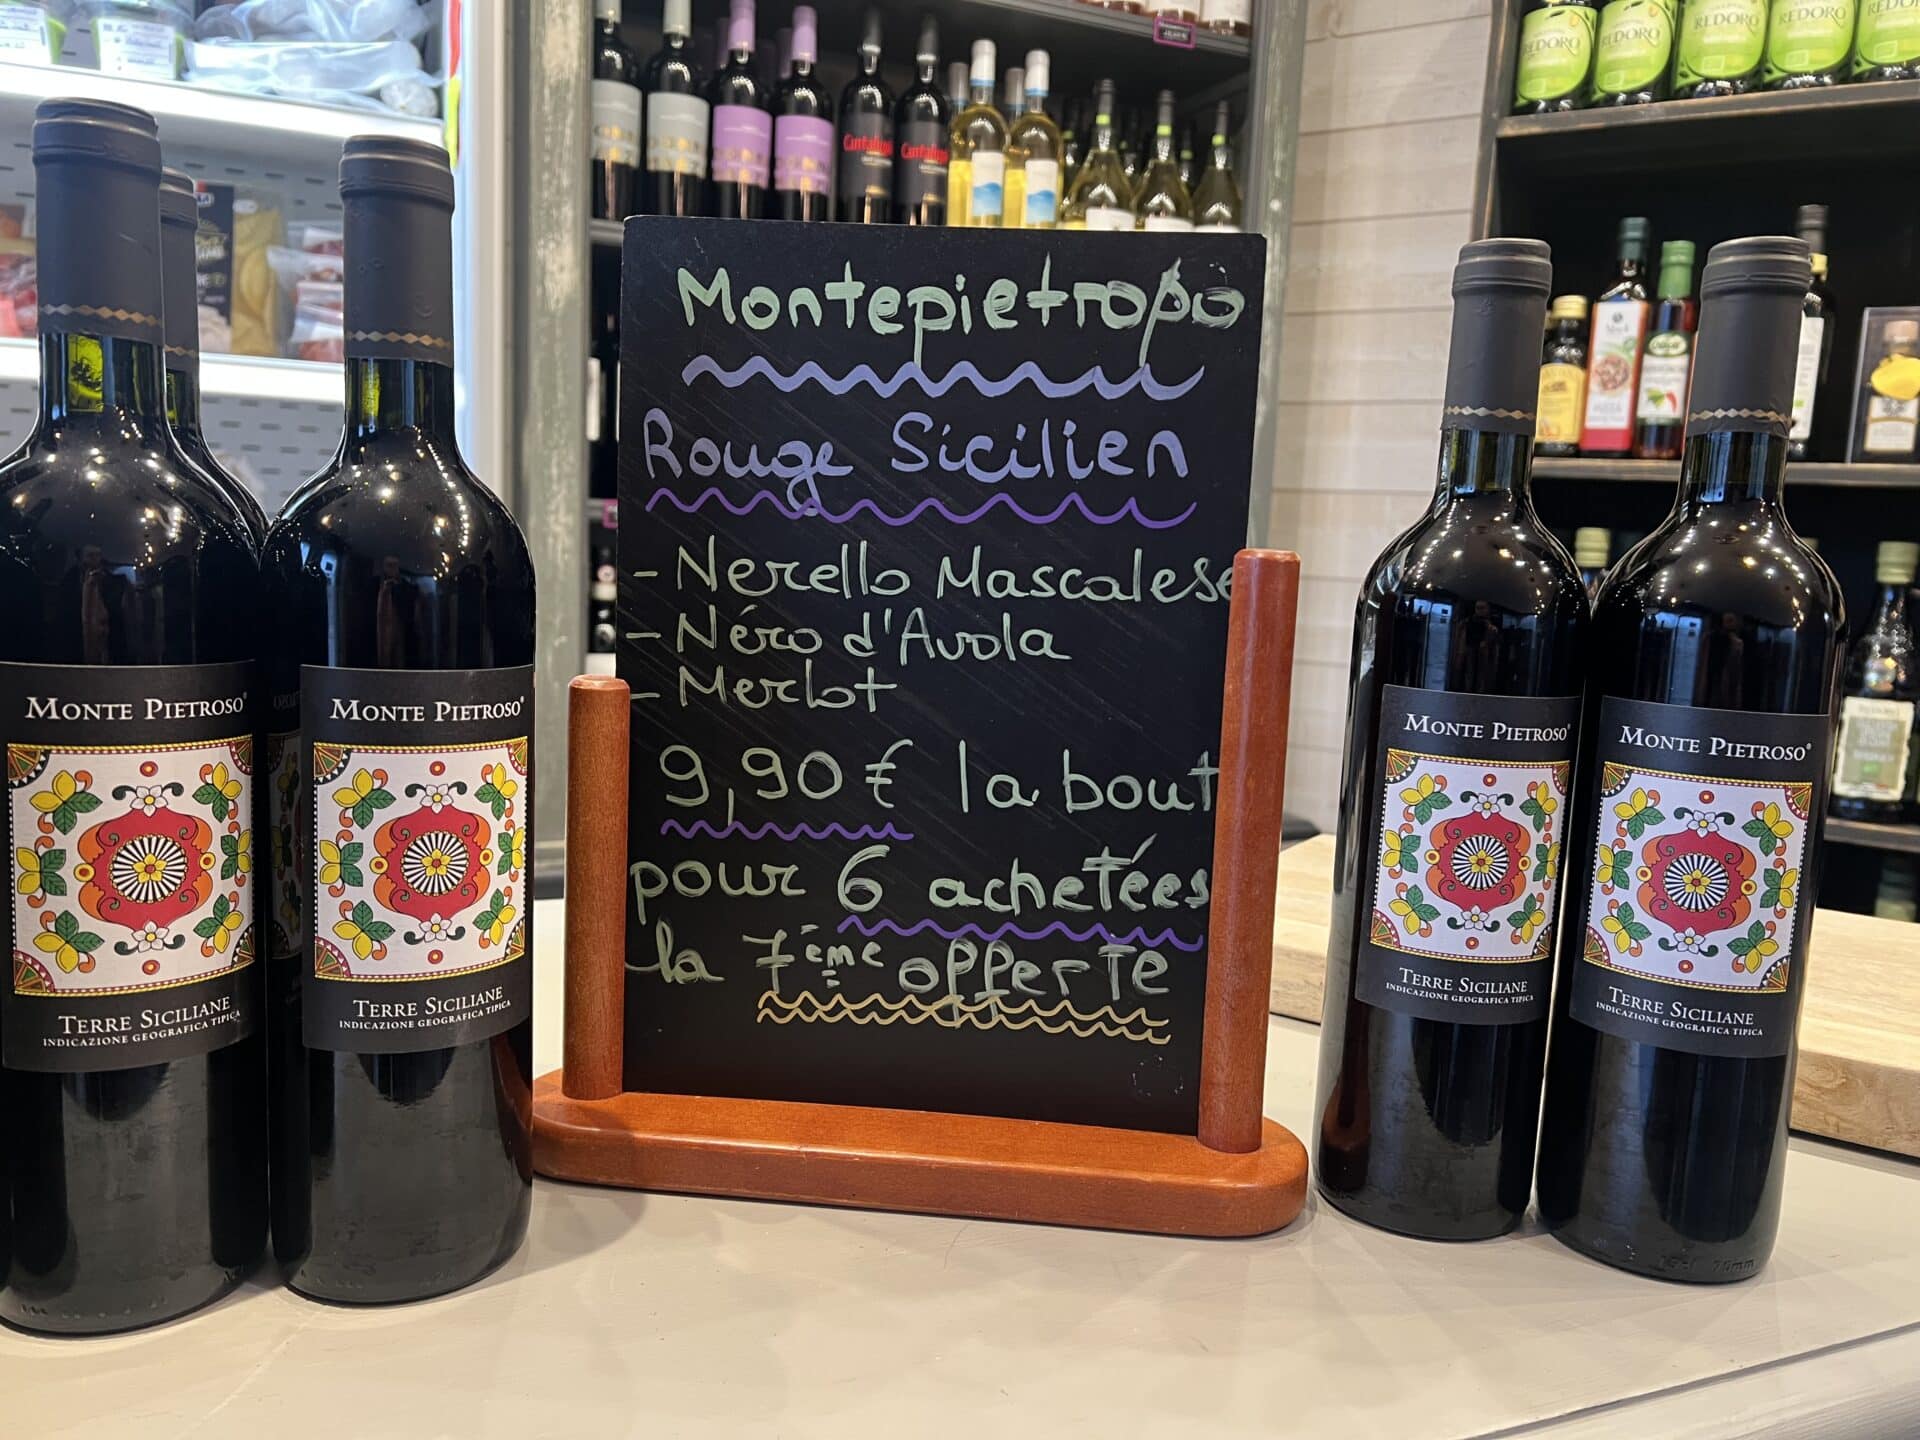 Montepietropo
Rouge Sicilien
- Nerello Mascalese
- Néro d'Avola
- Merlot
9,90 € la bout
pour 6 achetées
la 7ème offerte
MONTE PIETROSO
TERRE SICILIANE
INDICAZIONE GEOGRAFICA TIPICA
MONTE PIETROSO
TERRE SICILIANE
INDICAZIONE GEOGRAFICA TIPICA
MONTE PIETROSO
TERRE SICILIANE
INDICAZIONE GEOGRAFICA TIPICA
MONTE PIETROSO
TERRE SICILIANE
INDICAZIONE GEOGRAFICA TIPICA
REDORO
REDORO
REDORO
REDORO
REDORO